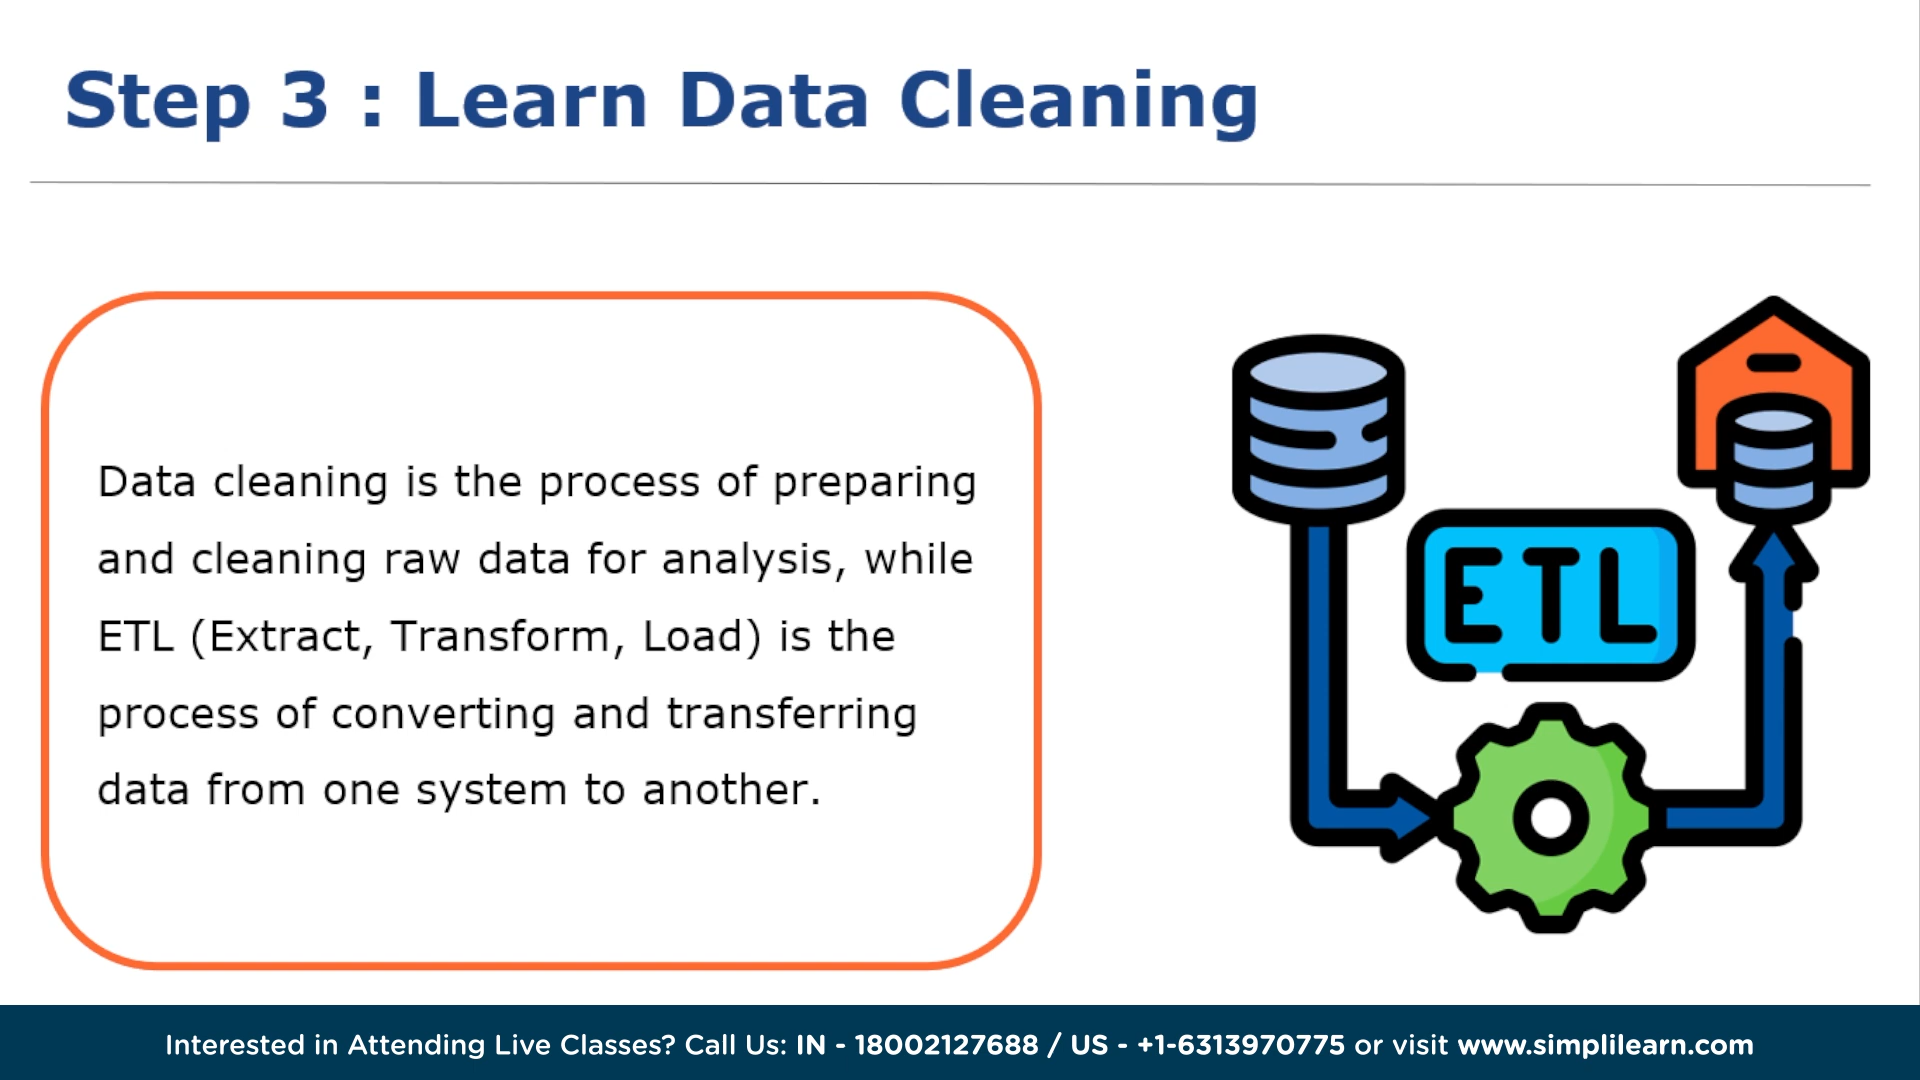 Step 3 : Learn Data Cleaning
Data cleaning is the process of preparing
and cleaning raw data for analysis, while
ETL (Extract, Transform, Load) is the
process of converting and transferring
data from one system to another.
ETL
Interested in Attending Live Classes? Call Us: IN - 18002127688 / US - +1-6313970775 or visit www.simplilearn.com